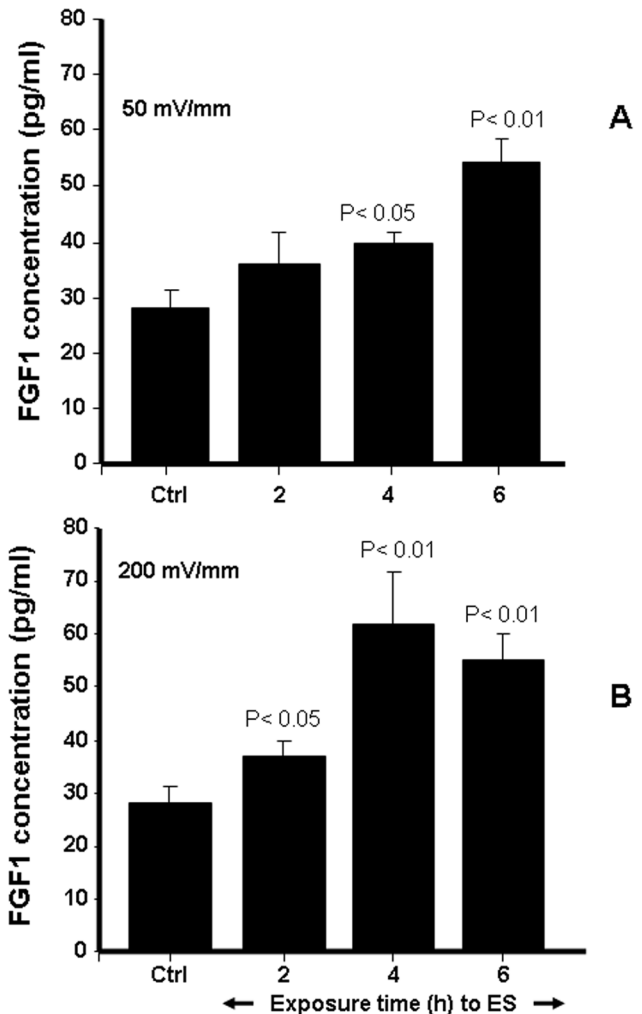 80
70
60
50
40
30
20
10
0
FGF1 concentration (pg/ml)
50 mV/mm
A
P< 0.05
P< 0.01
Ctrl 2 4 6
80
70
60
50
40
30
20
10
0
FGF1 concentration (pg/ml)
200 mV/mm
B
P< 0.05
P< 0.01
P< 0.01
Ctrl 2 4 6
Exposure time (h) to ES